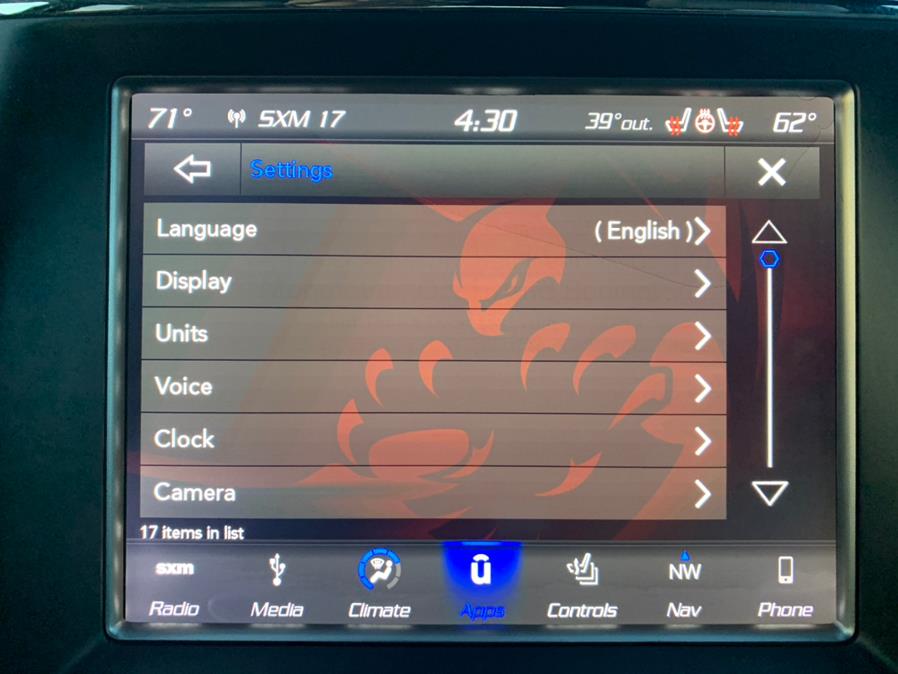 71° SXM 17 4:30 39°out. 62°
Settings
Language (English)
Display
Units
Voice
Clock
Camera
17 items in list
sxm û NW
Radio Media Climate Apps Controls Nav Phone